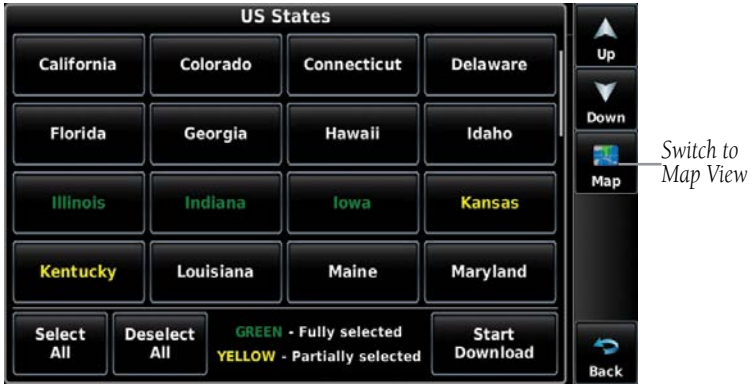 US States
California Colorado Connecticut Delaware
Florida Georgia Hawaii Idaho
Illinois Indiana Iowa Kansas
Kentucky Louisiana Maine Maryland
Select All
Deselect All
GREEN - Fully selected
YELLOW - Partially selected
Start Download
Up
Down
Map
Back
Switch to
Map View